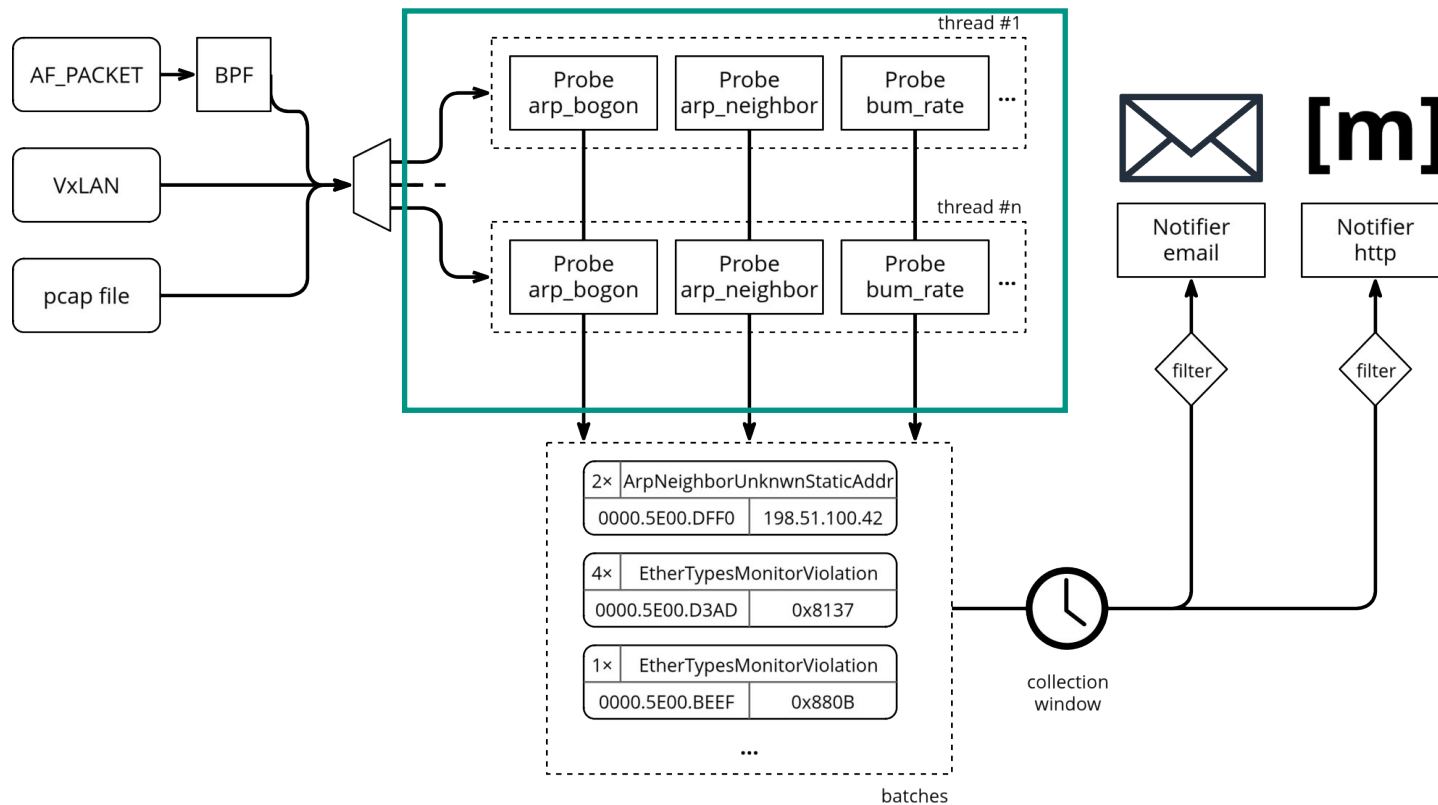 AF_PACKET
BPF
VxLAN
pcap file
thread #1
Probe
arp_bogon
Probe
arp_neighbor
Probe
bum_rate
...
thread #n
Probe
arp_bogon
Probe
arp_neighbor
Probe
bum_rate
...
2× ArpNeighborUnknwnStaticAddr
0000.5E00.DFF0 198.51.100.42
4× EtherTypesMonitorViolation
0000.5E00.D3AD 0x8137
1× EtherTypesMonitorViolation
0000.5E00.BEEF 0x880B
...
batches
collection
window
[m]
Notifier
email
Notifier
http
filter
filter